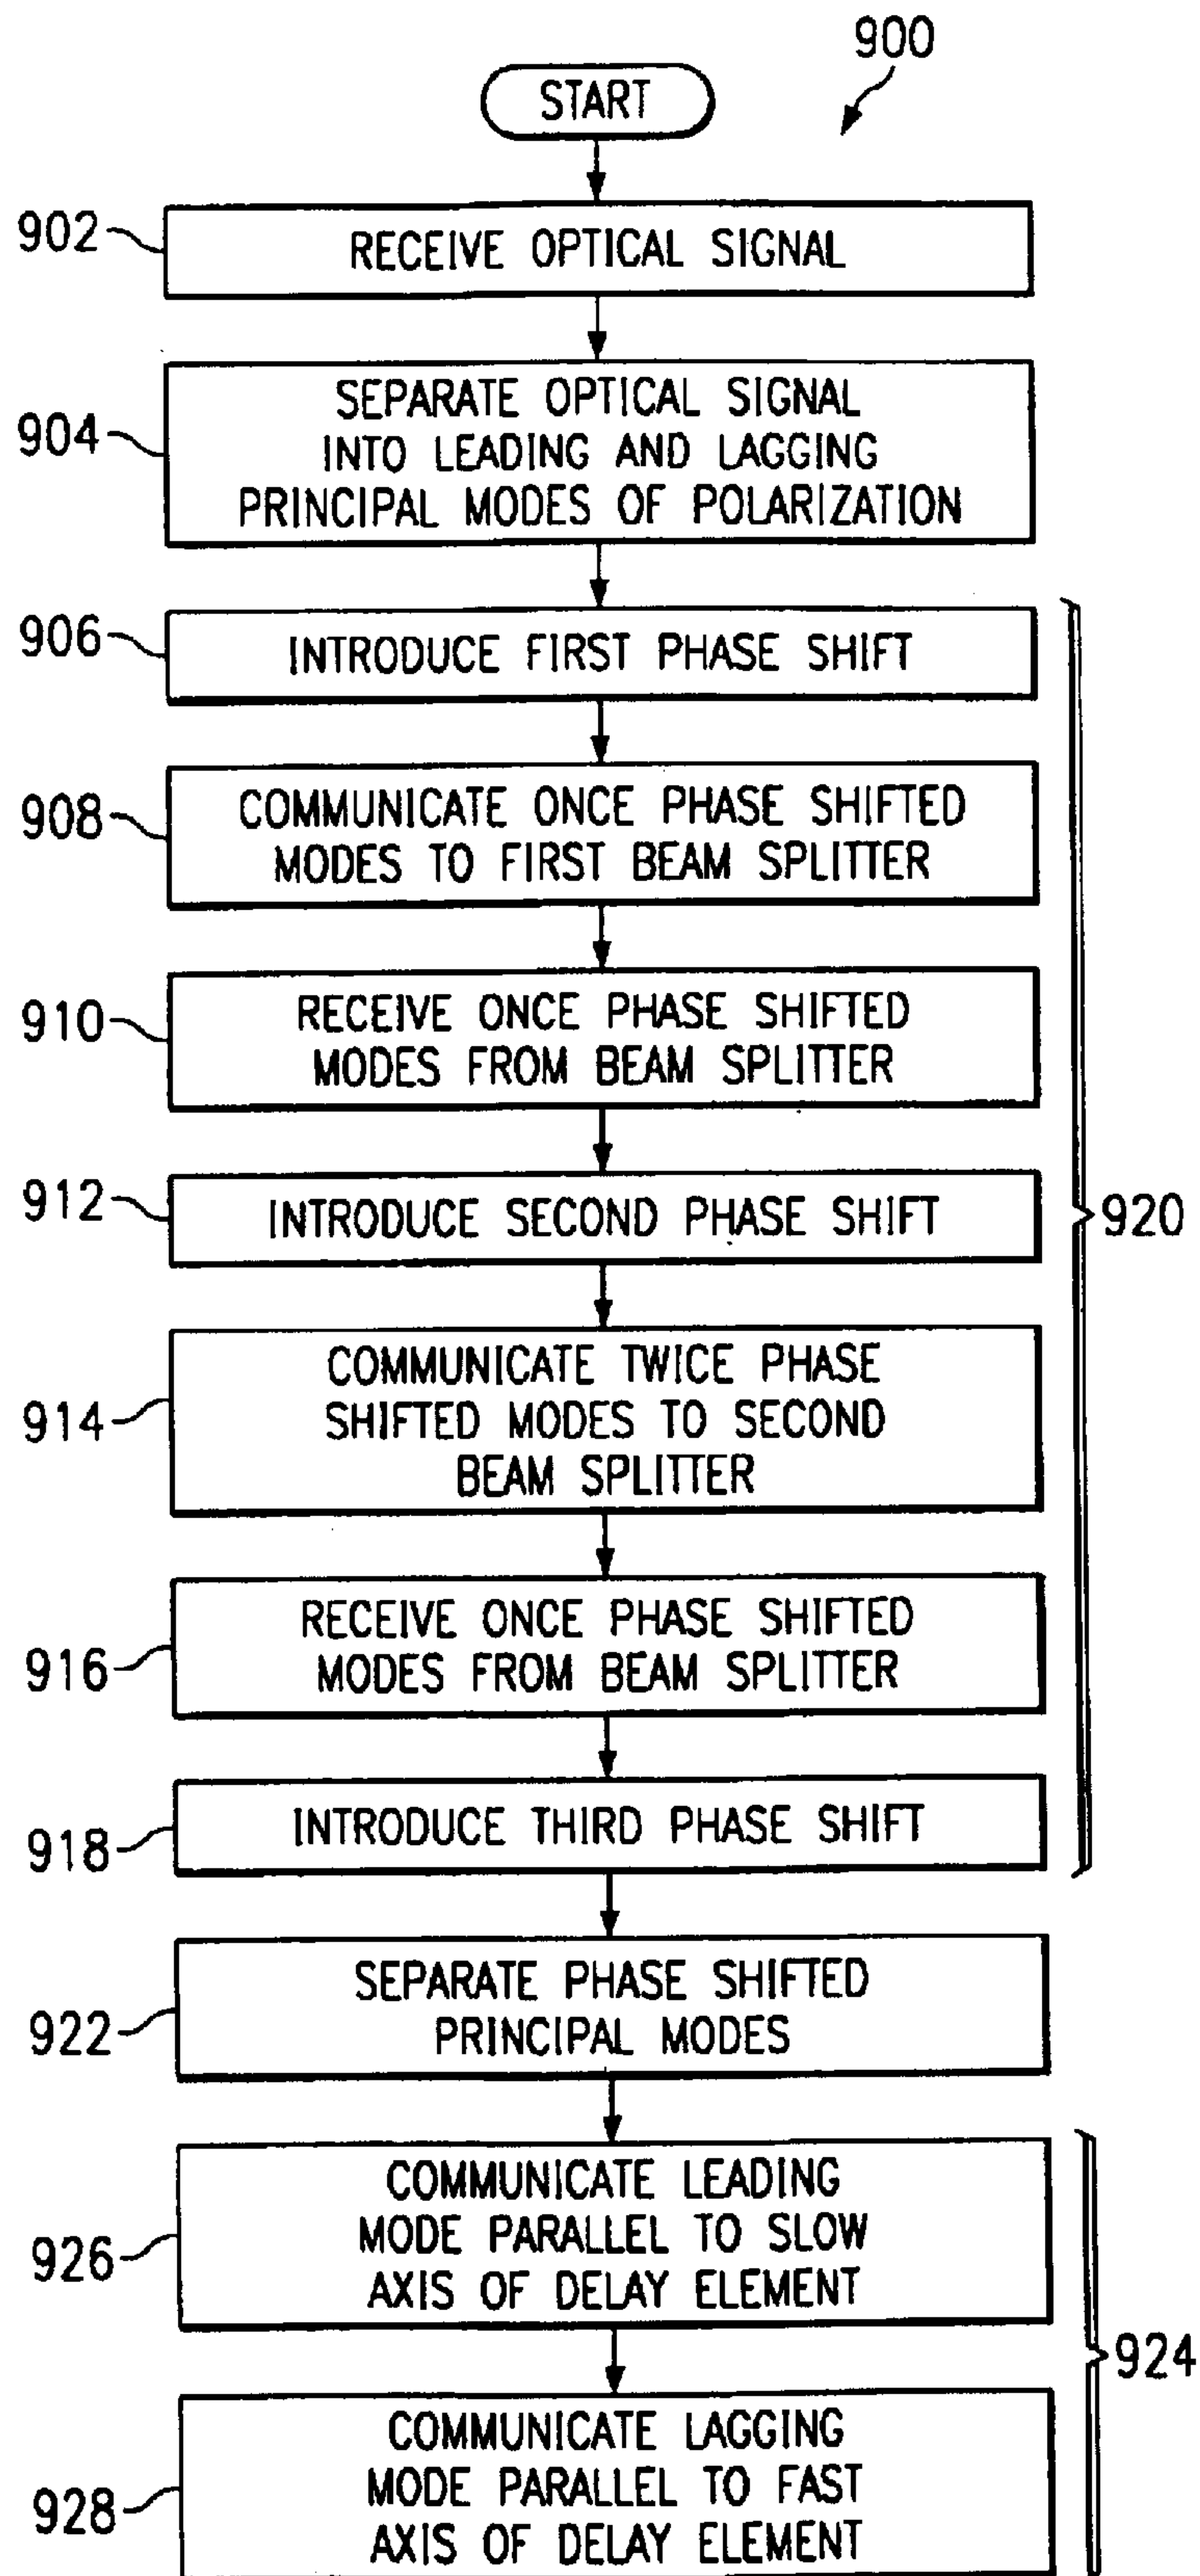 900
START
902
RECEIVE OPTICAL SIGNAL
904
SEPARATE OPTICAL SIGNAL
INTO LEADING AND LAGGING
PRINCIPAL MODES OF POLARIZATION
906
INTRODUCE FIRST PHASE SHIFT
908
COMMUNICATE ONCE PHASE SHIFTED
MODES TO FIRST BEAM SPLITTER
910
RECEIVE ONCE PHASE SHIFTED
MODES FROM BEAM SPLITTER
912
INTRODUCE SECOND PHASE SHIFT
920
914
COMMUNICATE TWICE PHASE
SHIFTED MODES TO SECOND
BEAM SPLITTER
916
RECEIVE ONCE PHASE SHIFTED
MODES FROM BEAM SPLITTER
918
INTRODUCE THIRD PHASE SHIFT
922
SEPARATE PHASE SHIFTED
PRINCIPAL MODES
926
COMMUNICATE LEADING
MODE PARALLEL TO SLOW
AXIS OF DELAY ELEMENT
924
928
COMMUNICATE LAGGING
MODE PARALLEL TO FAST
AXIS OF DELAY ELEMENT